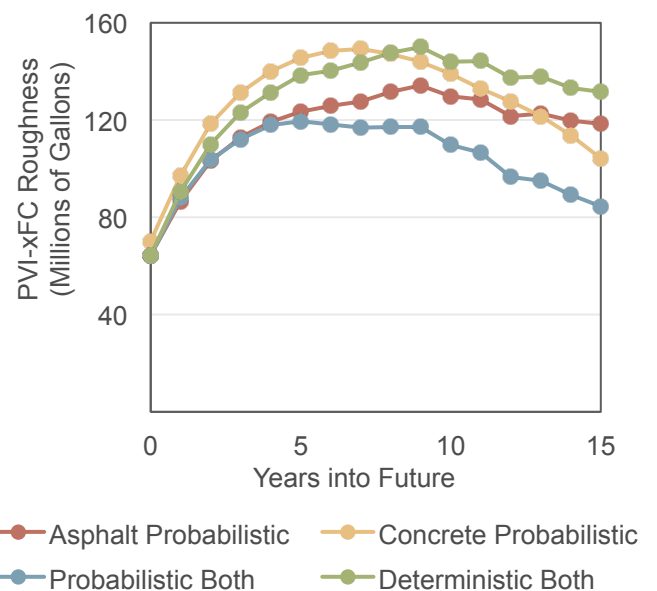 160
120
80
40
PVI-xFC Roughness
(Millions of Gallons)
0 5 10 15
Years into Future
Asphalt Probabilistic Concrete Probabilistic
Probabilistic Both Deterministic Both